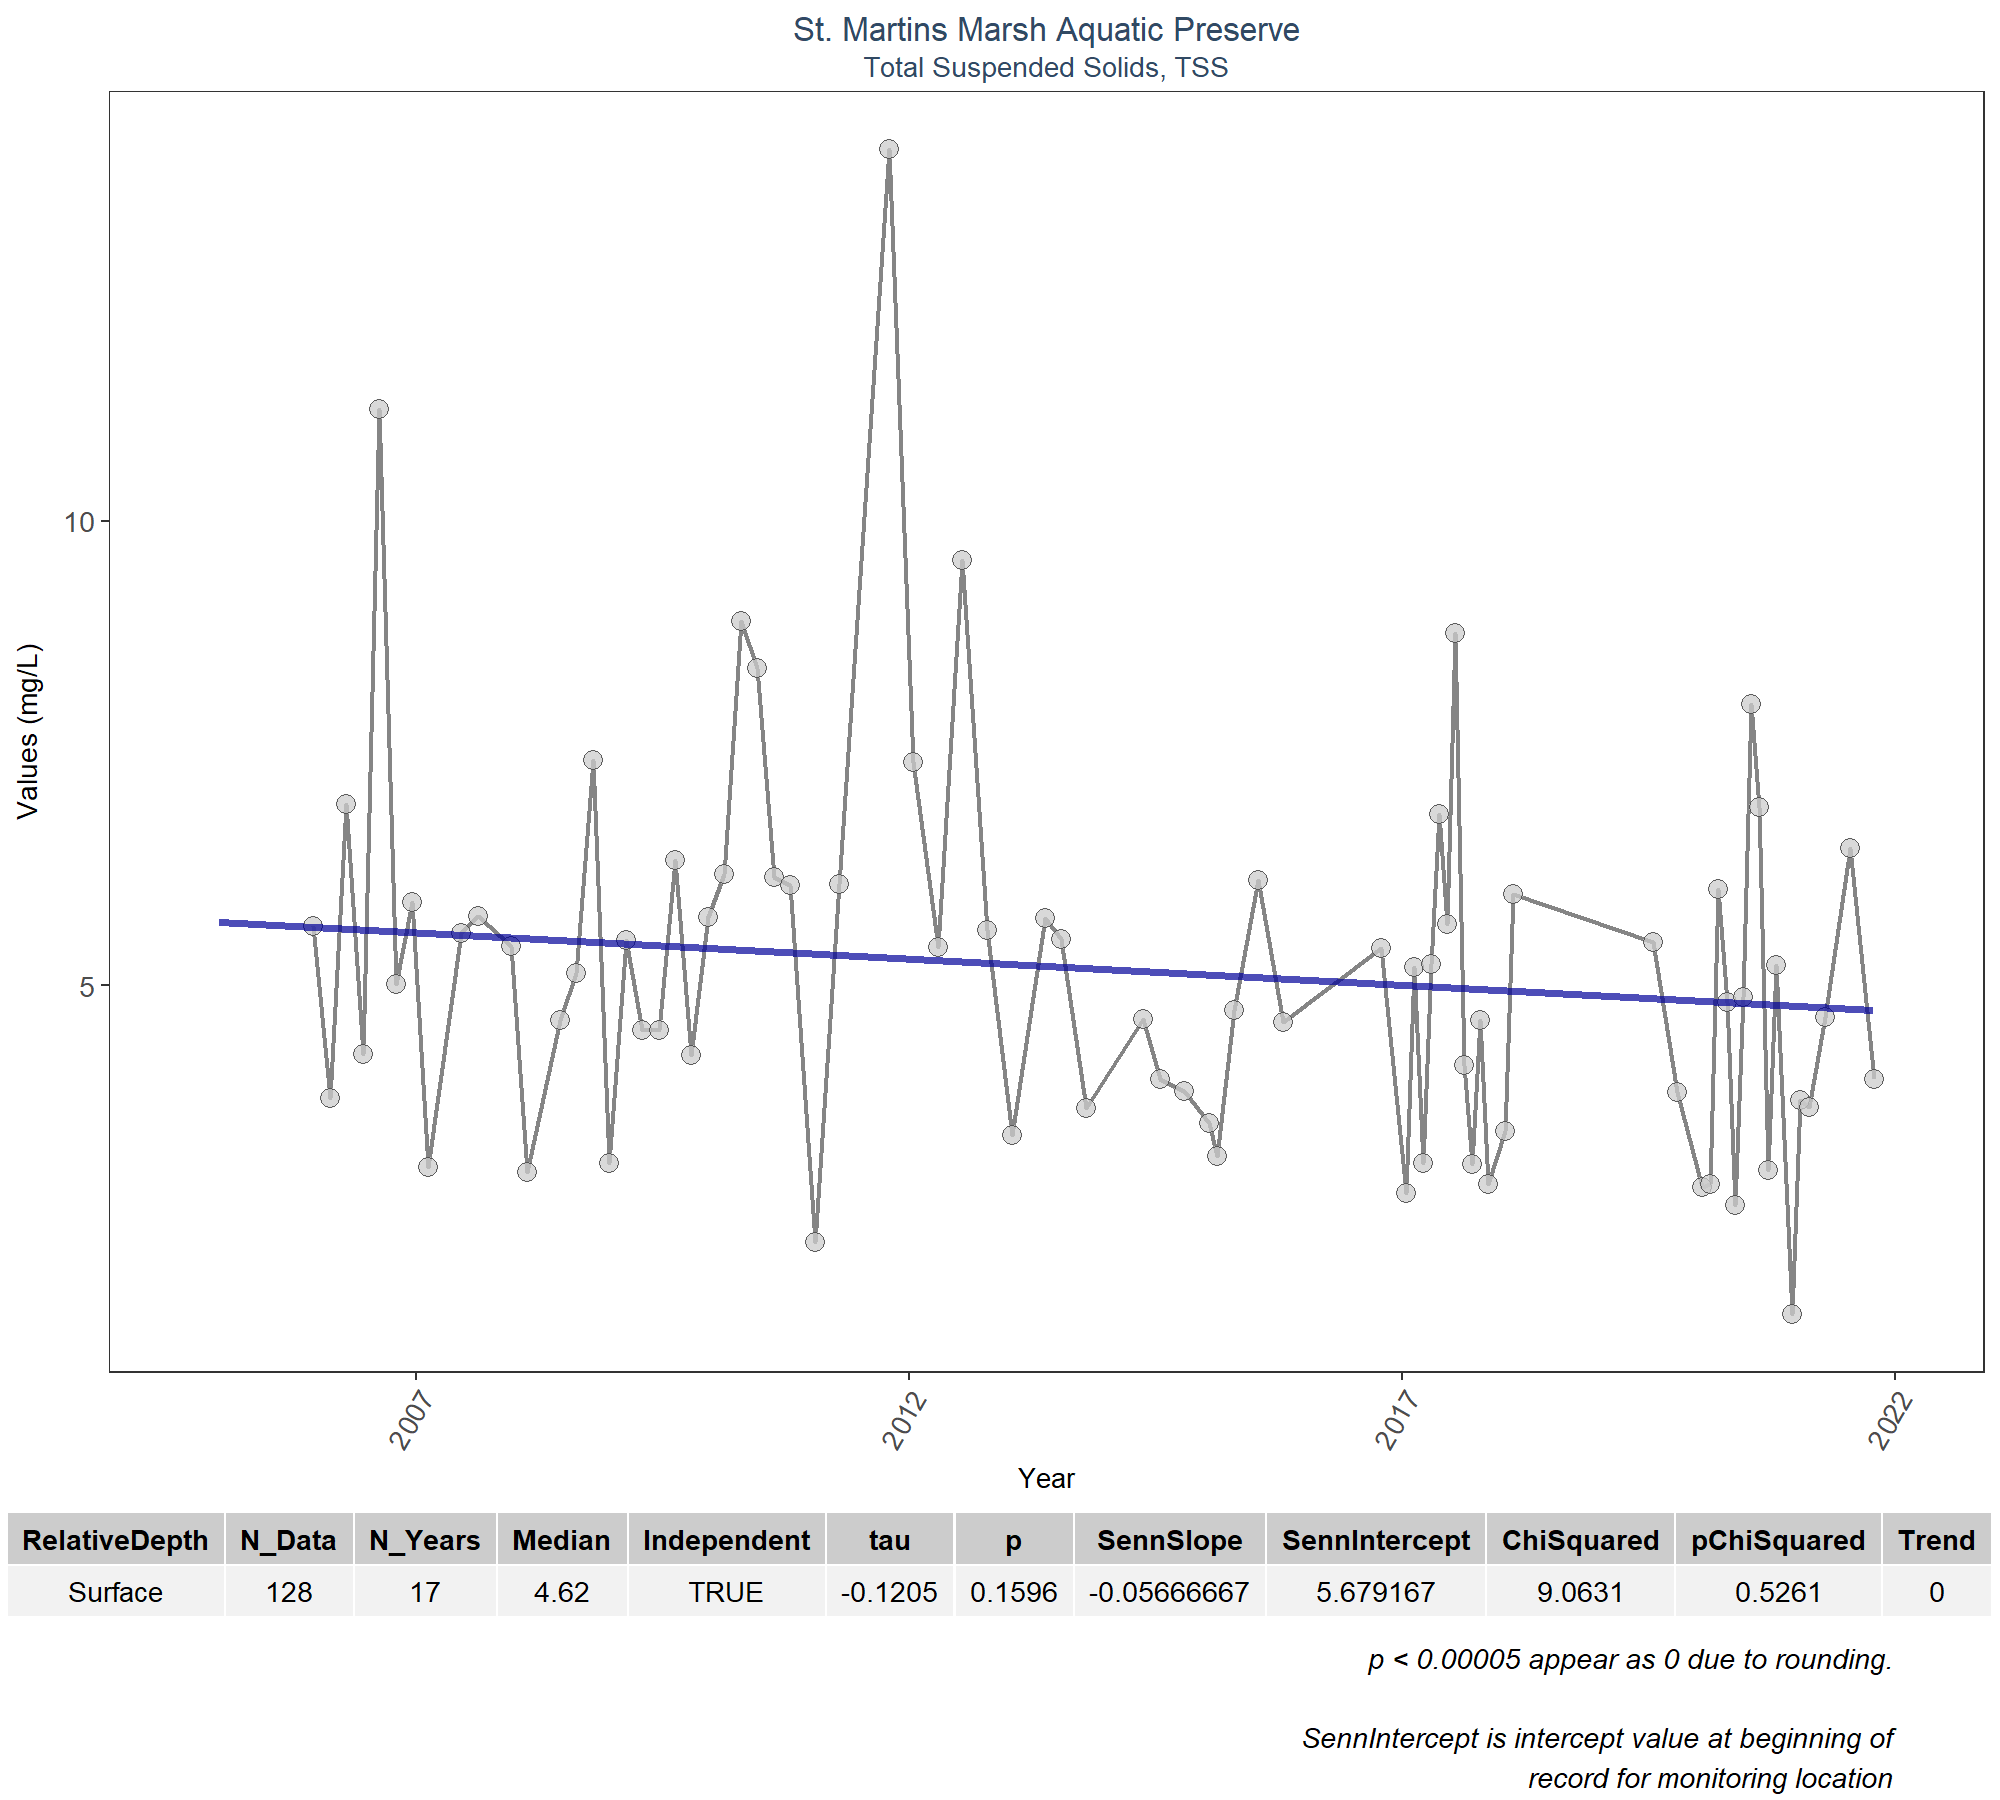 St. Martins Marsh Aquatic Preserve
Total Suspended Solids, TSS
Values (mg/L)
10
5
2007
2012
2017
2022
Year
RelativeDepth N_Data N_Years Median Independent tau p SennSlope SennIntercept ChiSquared pChiSquared Trend
Surface 128 17 4.62 TRUE -0.1205 0.1596 -0.05666667 5.679167 9.0631 0.5261 0
p < 0.00005 appear as 0 due to rounding.
SennIntercept is intercept value at beginning of
record for monitoring location